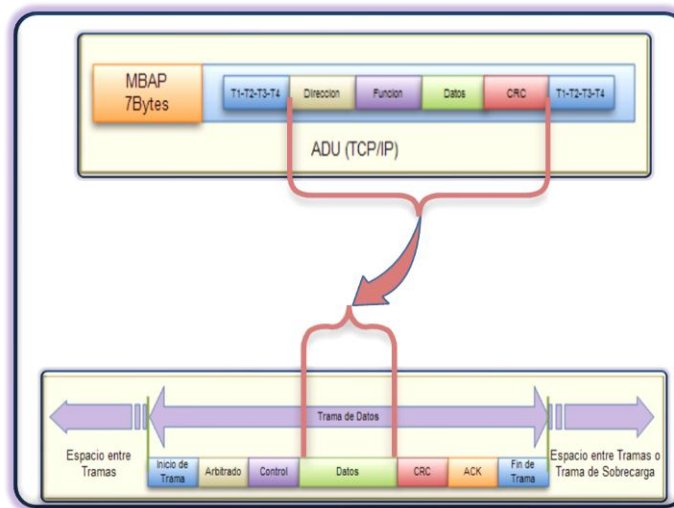 MBAP
7Bytes
T1-T2-T3-T4
Direccion
Funcion
Datos
CRC
T1-T2-T3-T4
ADU (TCP/IP)
Trama de Datos
Espacio entre
Tramas
Inicio de
Trama
Arbitrado
Control
Datos
CRC
ACK
Fin de
Trama
Espacio entre Tramas o
Trama de Sobrecarga